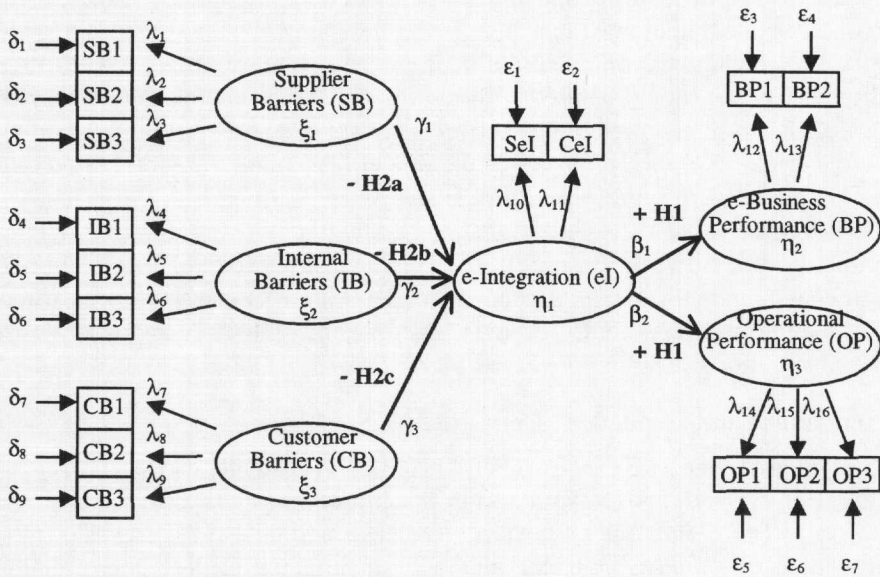 δ1 SB1 λ1
δ2 SB2 λ2
δ3 SB3 λ3
Supplier
Barriers (SB)
ξ1
γ1
- H2a
δ4 IB1 λ4
δ5 IB2 λ5
δ6 IB3 λ6
Internal
Barriers (IB)
ξ2
- H2b
γ2
δ7 CB1 λ7
δ8 CB2 λ8
δ9 CB3 λ9
Customer
Barriers (CB)
ξ3
- H2c
γ3
ε1 ε2
SeI CeI
λ10 λ11
e-Integration (eI)
η1
+ H1
β1
β2
+ H1
ε3 ε4
BP1 BP2
λ12 λ13
e-Business
Performance (BP)
η2
Operational
Performance (OP)
η3
λ14 λ15 λ16
OP1 OP2 OP3
ε5 ε6 ε7